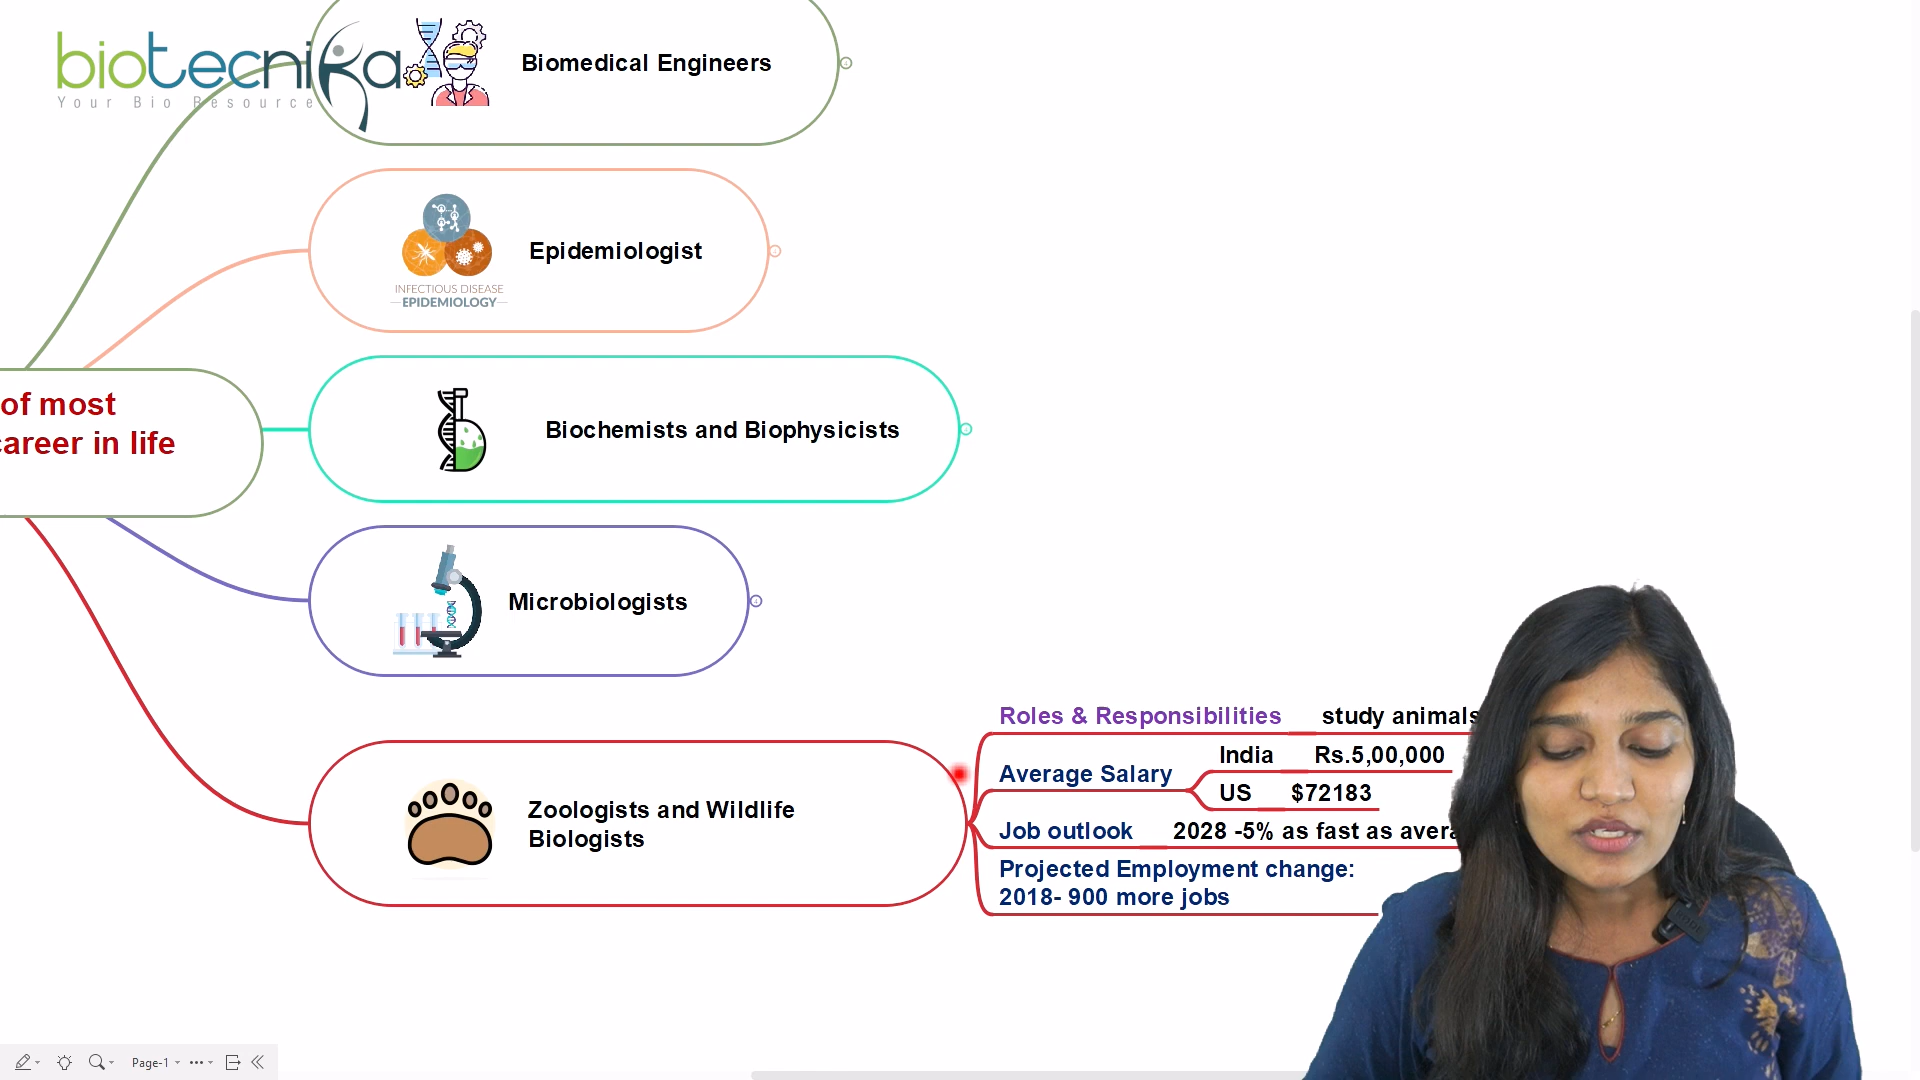 biotecnika
Your Bio Resource
Biomedical Engineers
Epidemiologist
INFECTIOUS DISEASE
EPIDEMIOLOGY
of most
career in life
Biochemists and Biophysicists
Microbiologists
Zoologists and Wildlife
Biologists
Roles & Responsibilities study animals
Average Salary
India Rs.5,00,000
US $72183
Job outlook 2028 -5% as fast as avera
Projected Employment change:
2018- 900 more jobs
Page-1